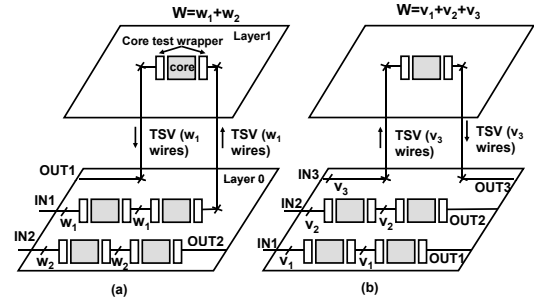 W=w1+w2
Core test wrapper
Layer1
core
TSV (w1
wires)
TSV (w1
wires)
OUT1
Layer 0
IN1
w1
w1
IN2
OUT2
w2
w2
(a)
W=v1+v2+v3
TSV (v3
wires)
TSV (v3
wires)
IN3
v3
OUT3
IN2
v2
v2
OUT2
IN1
v1
v1
OUT1
(b)